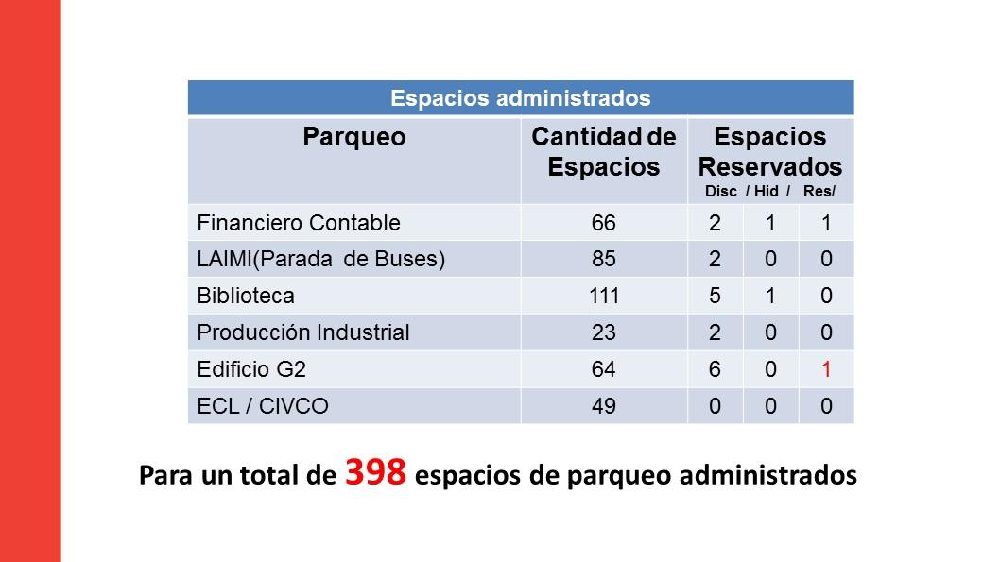 Espacios administrados
Parqueo Cantidad de Espacios Espacios Reservados
Disc / Hid / Res/
Financiero Contable 66 2 1 1
LAIMI(Parada de Buses) 85 2 0 0
Biblioteca 111 5 1 0
Producción Industrial 23 2 0 0
Edificio G2 64 6 0 1
ECL / CIVCO 49 0 0 0
Para un total de 398 espacios de parqueo administrados